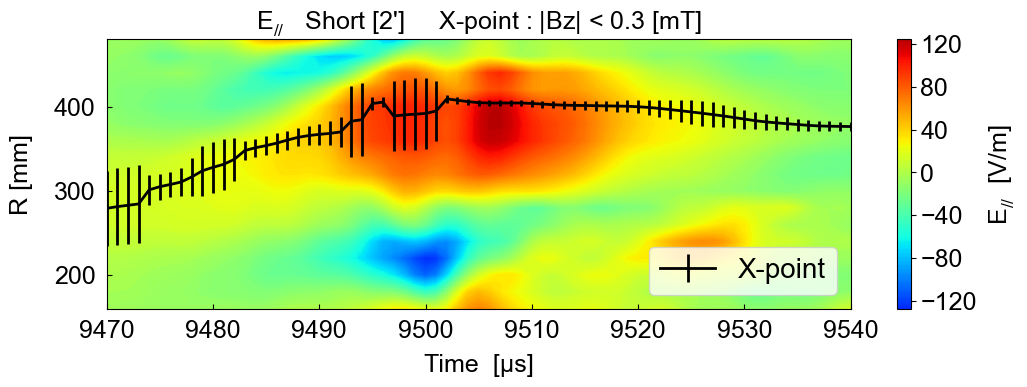 E// Short [2'] X-point : |Bz| < 0.3 [mT]
R [mm]
400
300
200
9470 9480 9490 9500 9510 9520 9530 9540
Time [μs]
X-point
120
80
40
0
−40
−80
−120
E// [V/m]